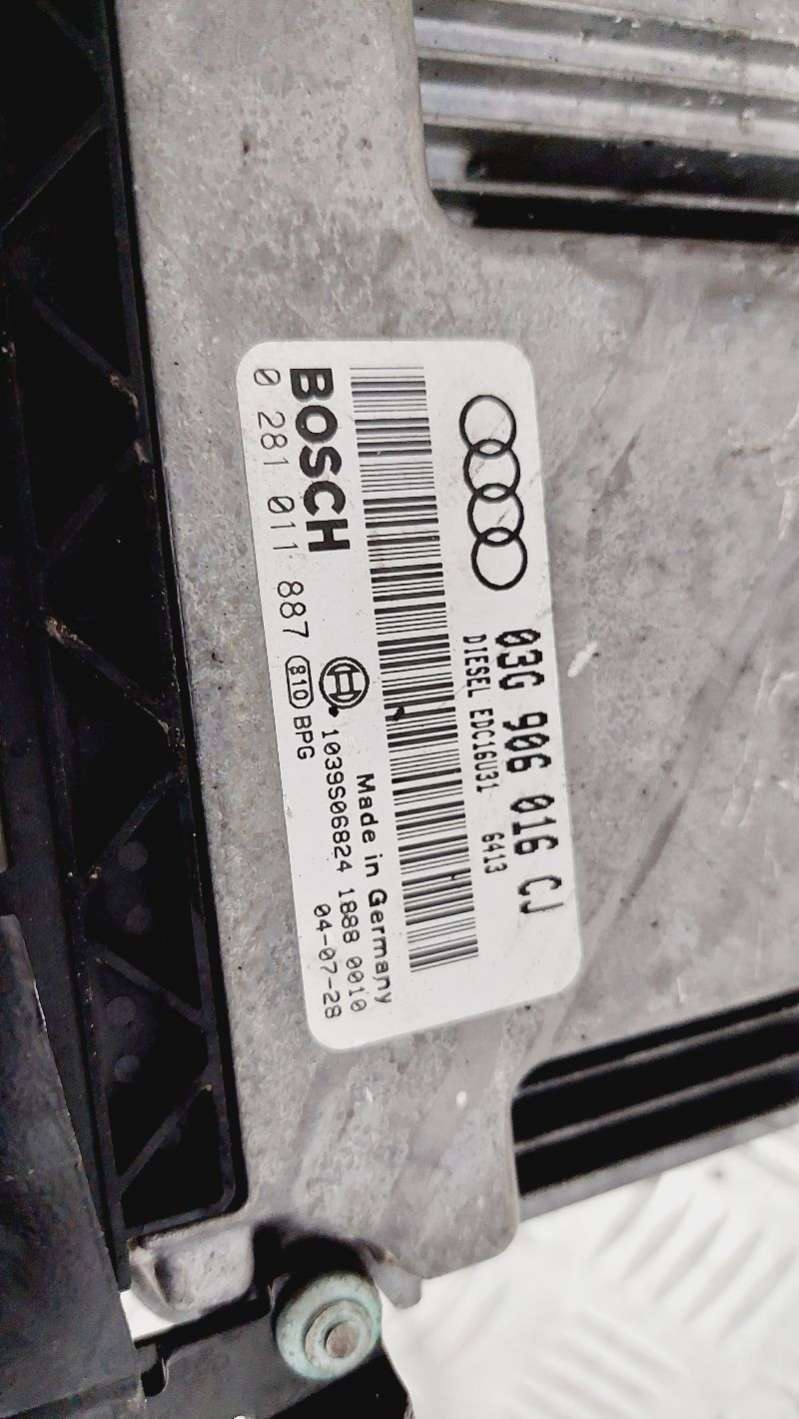 03G 906 016 CJ
DIESEL EDC16U31 6413
Made in Germany
BOSCH
1039S06824 1888 0010
0 281 011 887 810 BPG 04-07-28